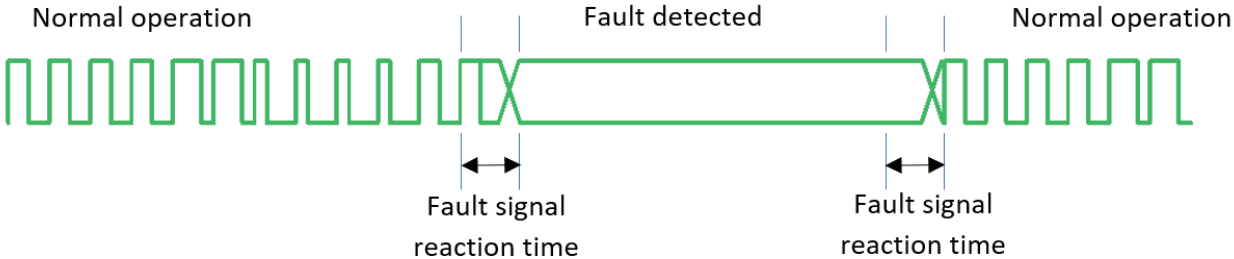 Normal operation
Fault detected
Normal operation
Fault signal
reaction time
Fault signal
reaction time